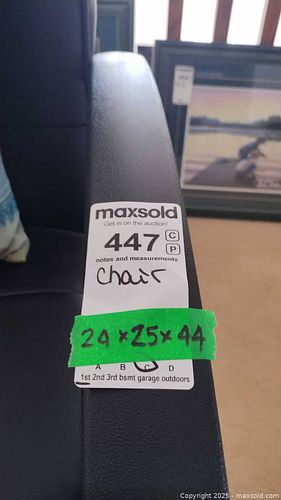 maxsold
Get in on the auction!
447 C
P
notes and measurements
Chair
24 x 25 x 44
A B C D
1st 2nd 3rd bsmt garage outdoors
Copyright 2025 - maxsold.com